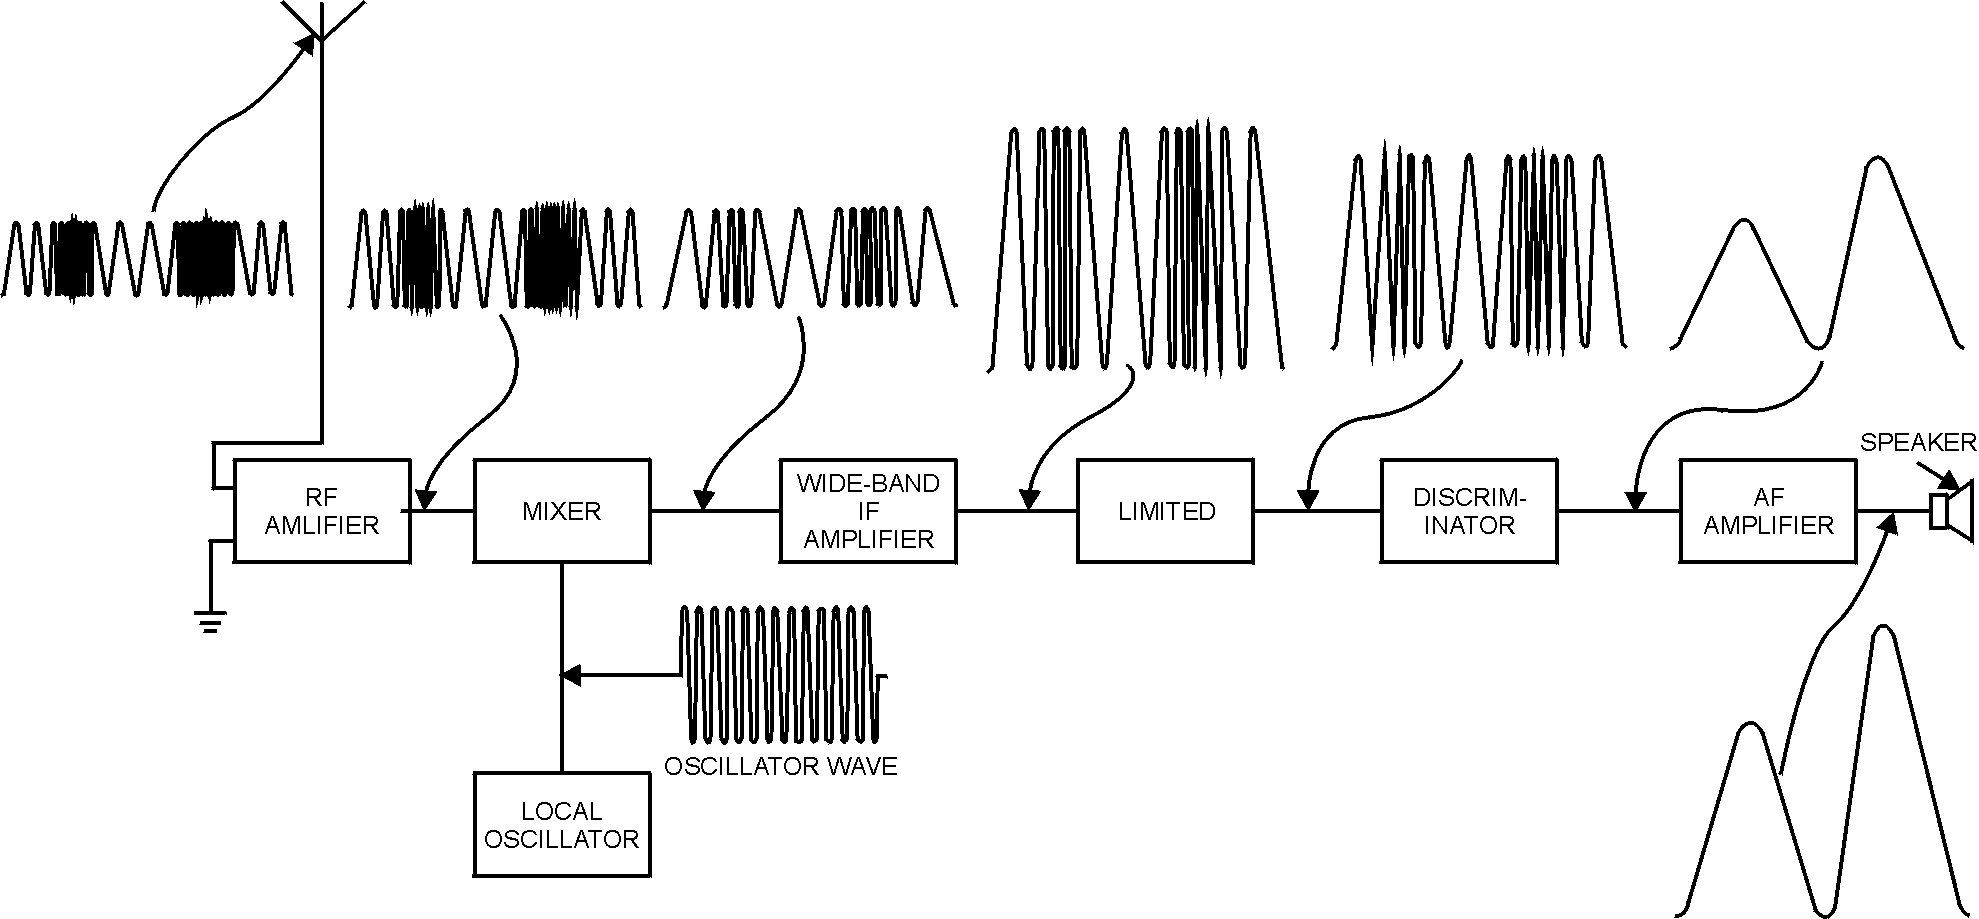 SPEAKER
RF
AMLIFIER
MIXER
WIDE-BAND
IF
AMPLIFIER
LIMITED
DISCRIM-
INATOR
AF
AMPLIFIER
OSCILLATOR WAVE
LOCAL
OSCILLATOR